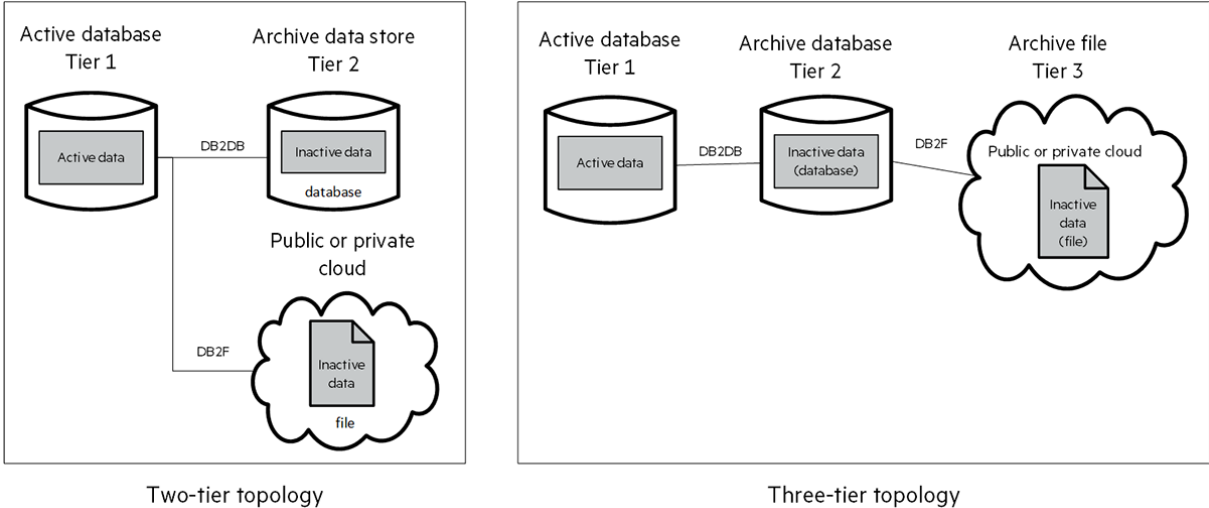 Active database
Tier 1
Archive data store
Tier 2
Active data
DB2DB
Inactive data
database
Public or private
cloud
DB2F
Inactive
data
file
Two-tier topology
Active database
Tier 1
Archive database
Tier 2
Archive file
Tier 3
Active data
DB2DB
Inactive data
(database)
DB2F
Public or private cloud
Inactive
data
(file)
Three-tier topology